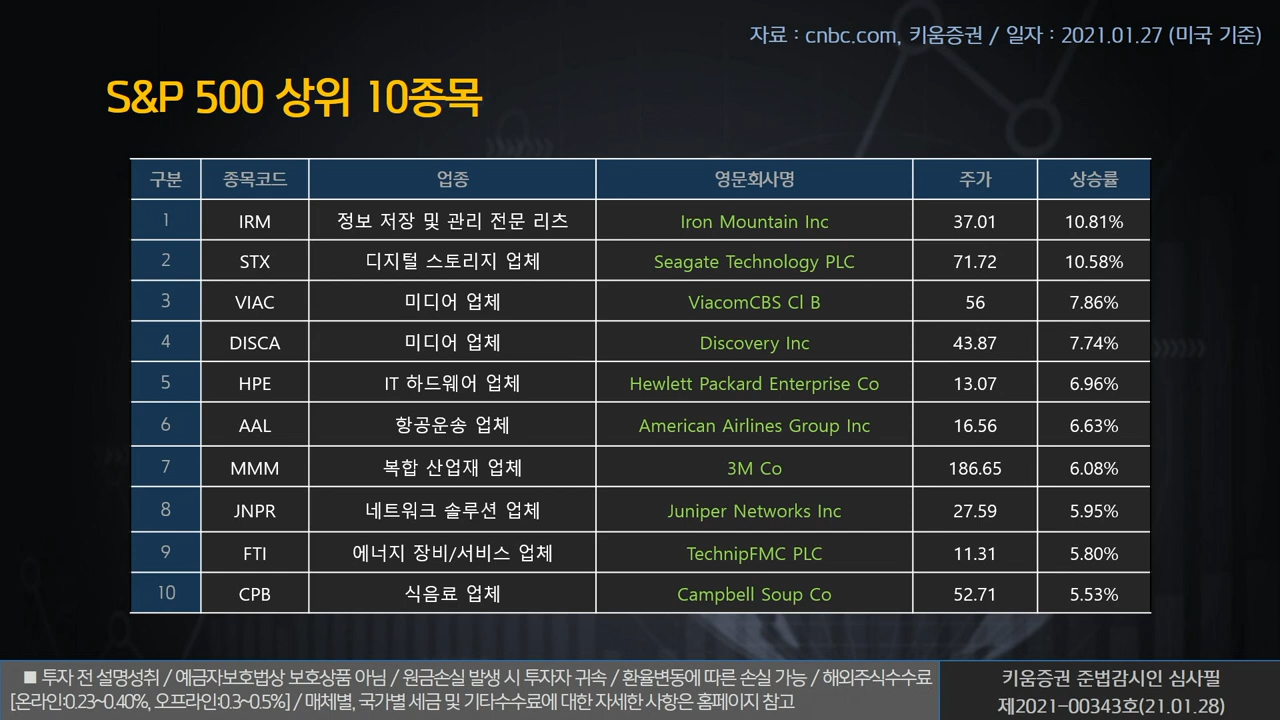 자료 : cnbc.com, 키움증권 / 일자 : 2021.01.27 (미국 기준)
S&P 500 상위 10종목
구분 종목코드 업종 영문회사명 주가 상승률
1 IRM 정보 저장 및 관리 전문 리츠 Iron Mountain Inc 37.01 10.81%
2 STX 디지털 스토리지 업체 Seagate Technology PLC 71.72 10.58%
3 VIAC 미디어 업체 ViacomCBS Cl B 56 7.86%
4 DISCA 미디어 업체 Discovery Inc 43.87 7.74%
5 HPE IT 하드웨어 업체 Hewlett Packard Enterprise Co 13.07 6.96%
6 AAL 항공운송 업체 American Airlines Group Inc 16.56 6.63%
7 MMM 복합 산업재 업체 3M Co 186.65 6.08%
8 JNPR 네트워크 솔루션 업체 Juniper Networks Inc 27.59 5.95%
9 FTI 에너지 장비/서비스 업체 TechnipFMC PLC 11.31 5.80%
10 CPB 식음료 업체 Campbell Soup Co 52.71 5.53%
■ 투자 전 설명성취 / 예금자보호법상 보호상품 아님 / 원금손실 발생 시 투자자 귀속 / 환율변동에 따른 손실 가능 / 해외주식수수료
[온라인:0.23~0.40%, 오프라인:0.3~0.5%] / 매체별, 국가별 세금 및 기타수수료에 대한 자세한 사항은 홈페이지 참고
키움증권 준법감시인 심사필
제2021-00343호(21.01.28)